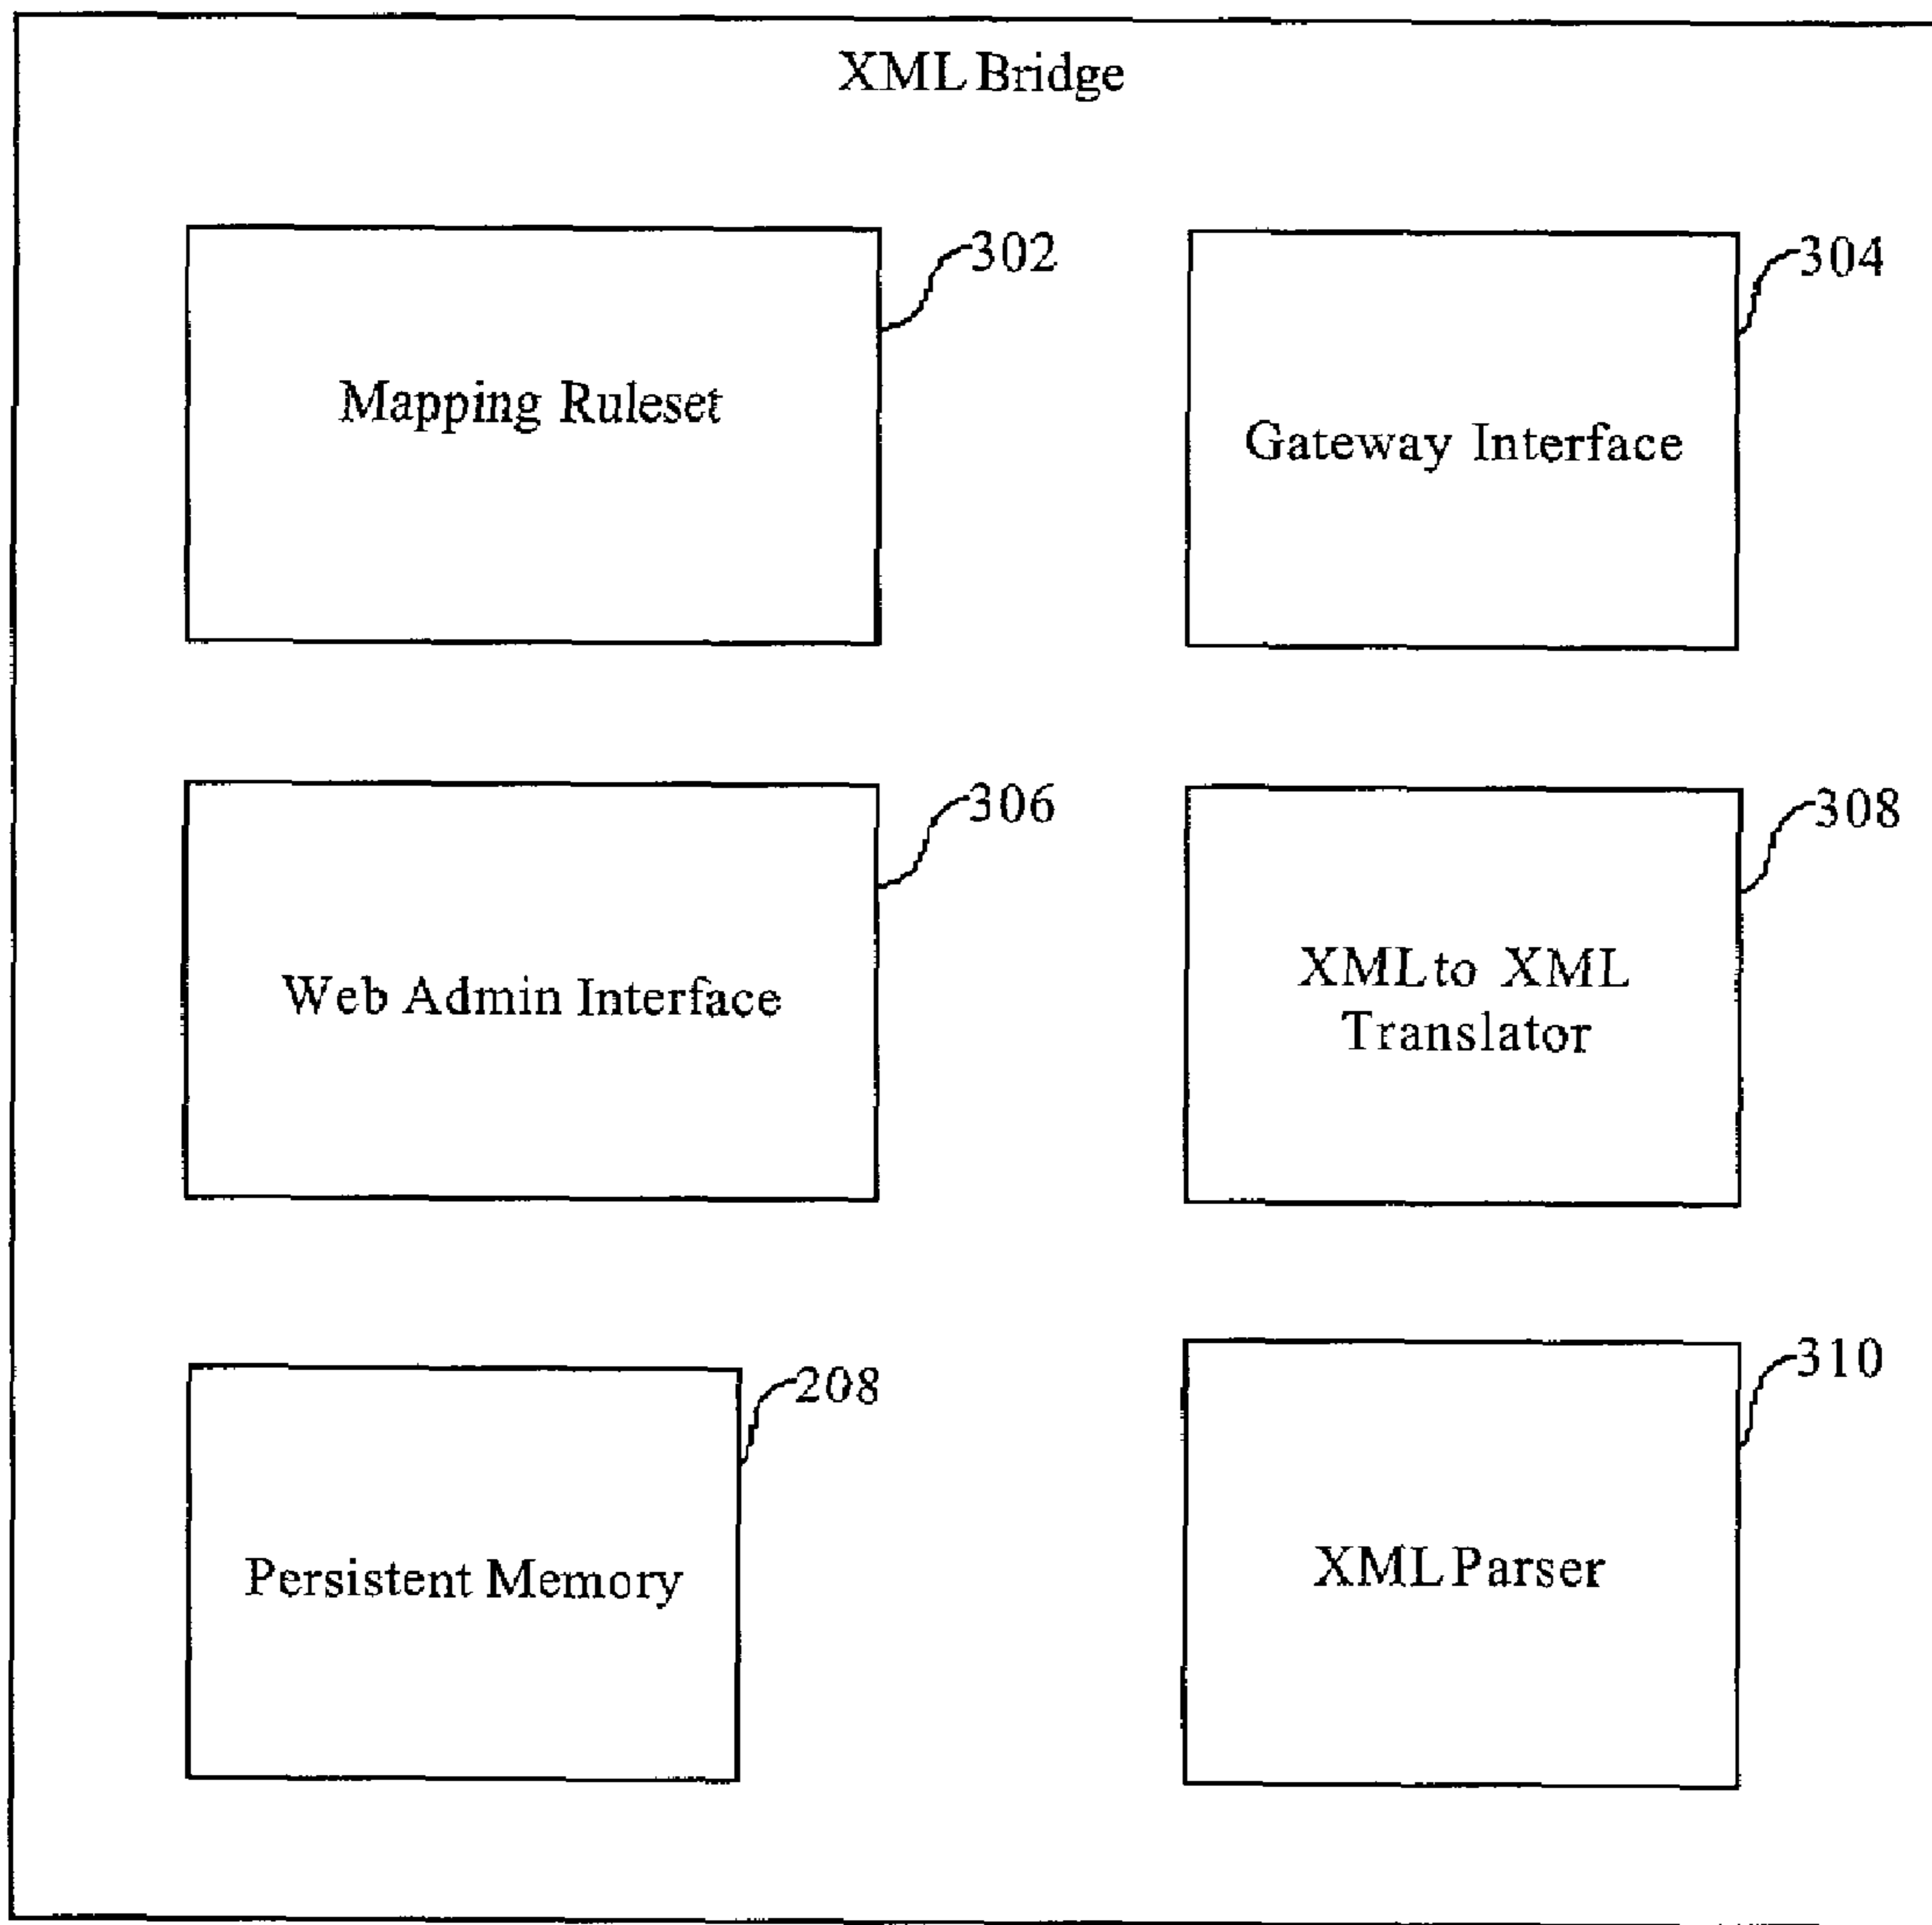 XML Bridge
302
Mapping Ruleset
304
Gateway Interface
306
Web Admin Interface
308
XML to XML
Translator
208
Persistent Memory
310
XML Parser